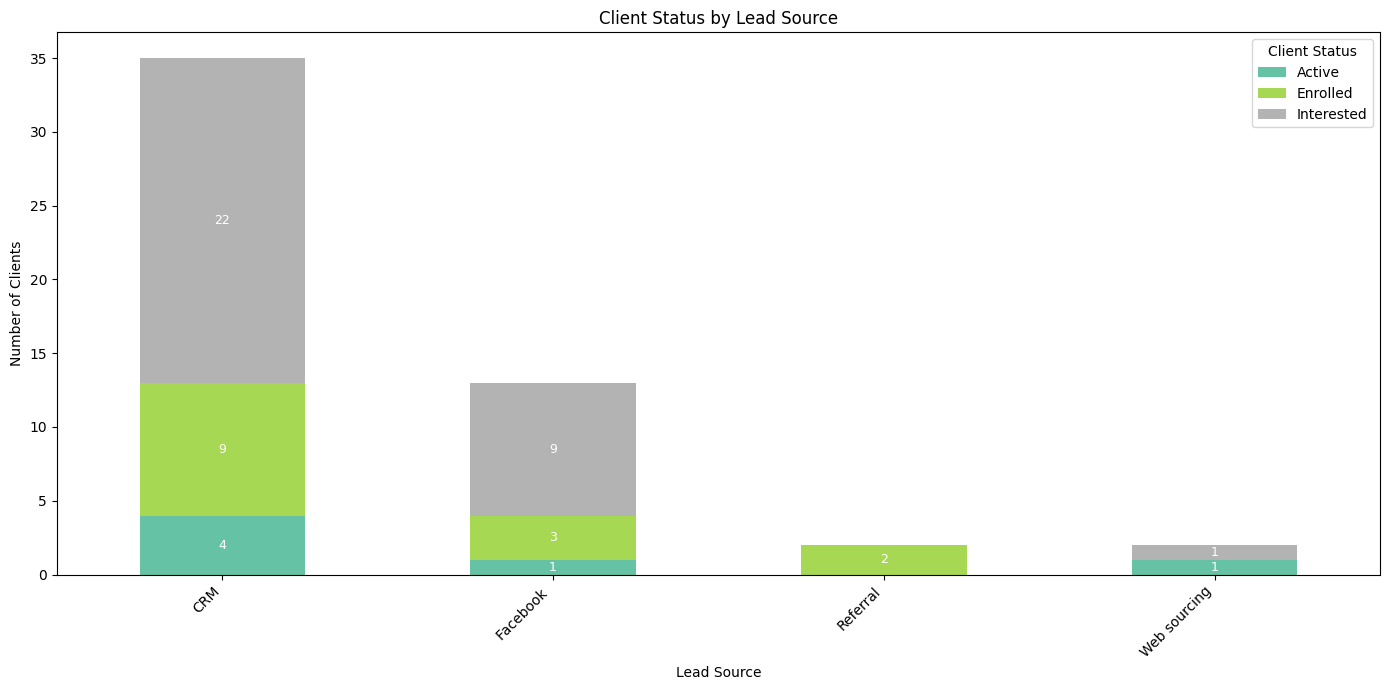 Client Status by Lead Source
Client Status
Active
Enrolled
Interested
Number of Clients
35
30
25
20
15
10
5
0
22
9
4
9
3
1
2
1
1
CRM
Facebook
Referral
Web sourcing
Lead Source